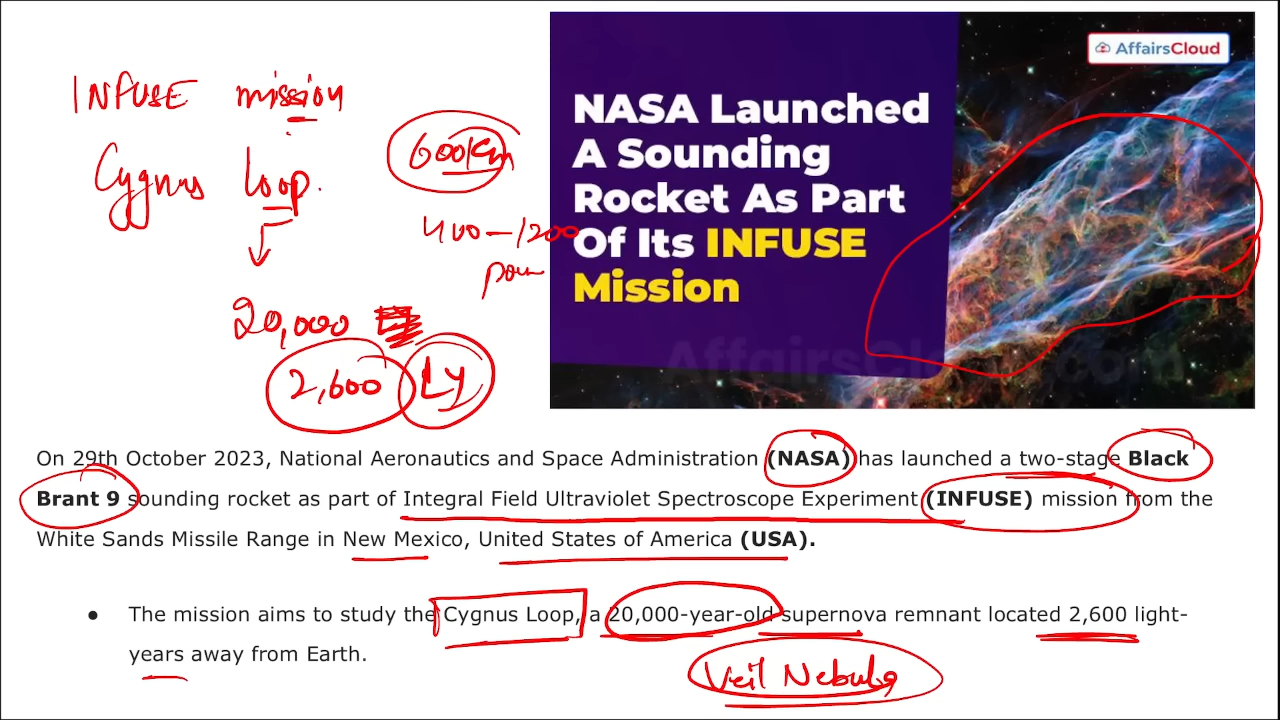 INFUSE mission
Cygnus loop.
600km
400-1200
20,000
2,600 Ly
AffairsCloud
NASA Launched
A Sounding
Rocket As Part
Of Its INFUSE
Mission
AffairsCloud.com
On 29th October 2023, National Aeronautics and Space Administration (NASA) has launched a two-stage Black
Brant 9 sounding rocket as part of Integral Field Ultraviolet Spectroscope Experiment (INFUSE) mission from the
White Sands Missile Range in New Mexico, United States of America (USA).
● The mission aims to study the Cygnus Loop, a 20,000-year-old supernova remnant located 2,600 light-
years away from Earth.
Veil Nebula